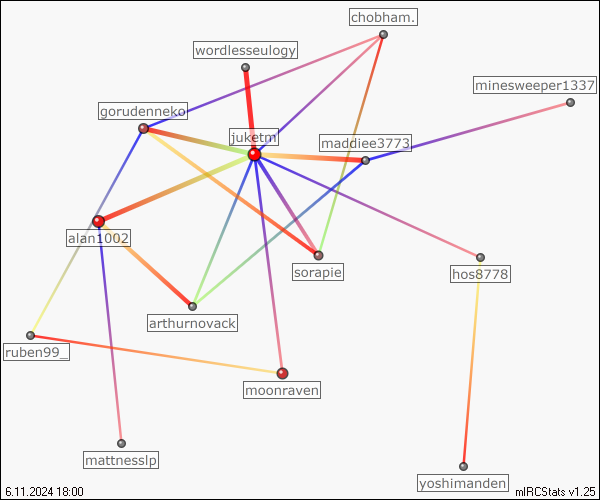 chobham.
wordlesseulogy
minesweeper1337
gorudenneko
juketm
maddiee3773
alan1002
sorapie
hos8778
arthurnovack
ruben99_
moonraven
mattnesslp
yoshimanden
6.11.2024 18:00
mIRCStats v1.25